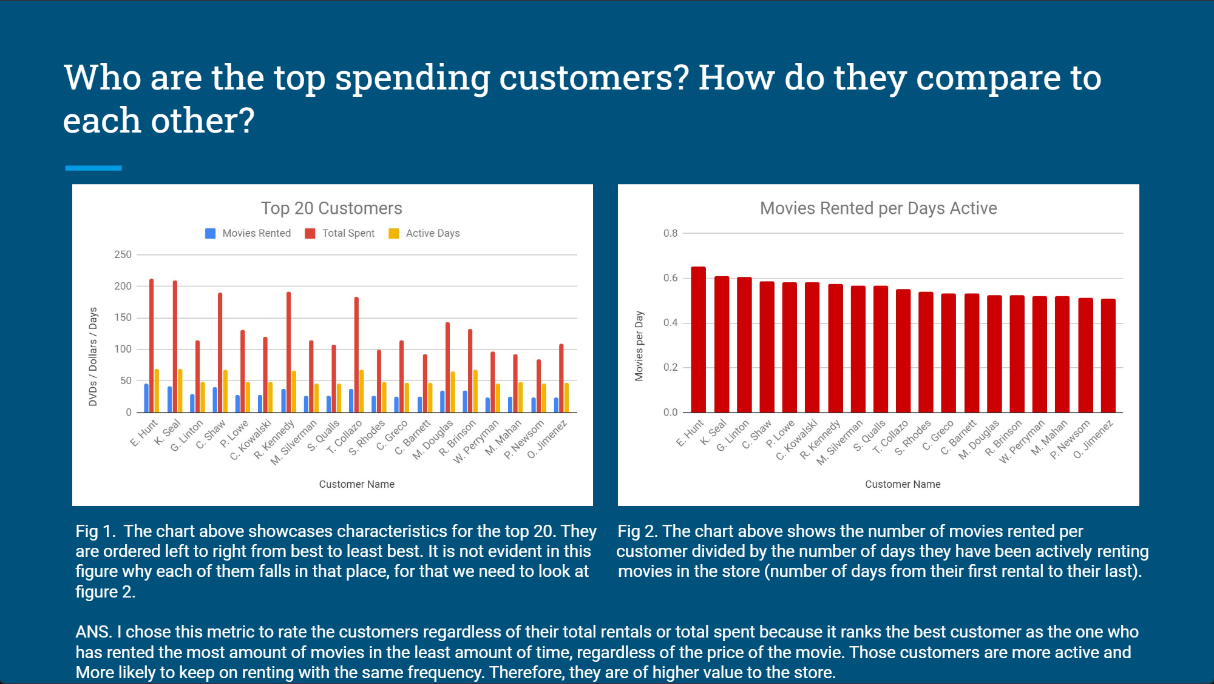 Who are the top spending customers? How do they compare to
each other?
Top 20 Customers
Movies Rented
Total Spent
Active Days
DVDs / Dollars / Days
250
200
150
100
50
0
E. Hunt
K. Seal
G. Linton
C. Shaw
P. Lowe
C. Kowalski
R. Kennedy
M. Silverman
S. Qualls
T. Collazo
S. Rhodes
C. Greco
C. Barnett
M. Douglas
R. Brinson
W. Perryman
M. Mahan
P. Newsom
O. Jimenez
Customer Name
Movies Rented per Days Active
Movies per Day
0.8
0.6
0.4
0.2
0.0
E. Hunt
K. Seal
G. Linton
C. Shaw
P. Lowe
C. Kowalski
R. Kennedy
M. Silverman
S. Qualls
T. Collazo
S. Rhodes
C. Greco
C. Barnett
M. Douglas
R. Brinson
W. Perryman
M. Mahan
P. Newsom
O. Jimenez
Customer Name
Fig 1. The chart above showcases characteristics for the top 20. They
are ordered left to right from best to least best. It is not evident in this
figure why each of them falls in that place, for that we need to look at
figure 2.
Fig 2. The chart above shows the number of movies rented per
customer divided by the number of days they have been actively renting
movies in the store (number of days from their first rental to their last).
ANS. I chose this metric to rate the customers regardless of their total rentals or total spent because it ranks the best customer as the one who
has rented the most amount of movies in the least amount of time, regardless of the price of the movie. Those customers are more active and
More likely to keep on renting with the same frequency. Therefore, they are of higher value to the store.